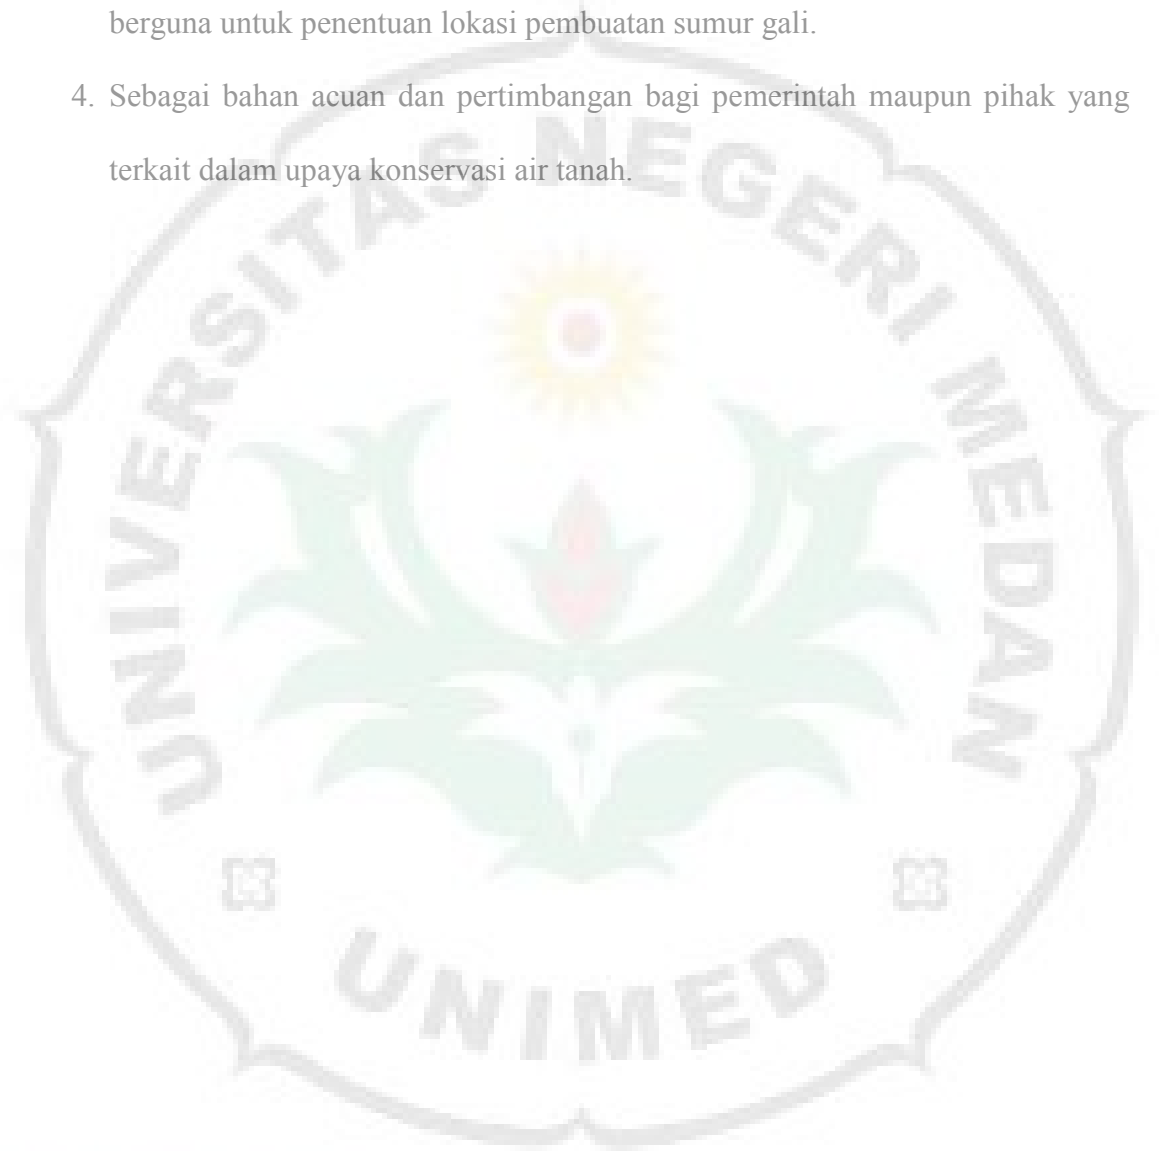 berguna untuk penentuan lokasi pembuatan sumur gali.
4. Sebagai bahan acuan dan pertimbangan bagi pemerintah maupun pihak yang
terkait dalam upaya konservasi air tanah.
UNIVERSITAS NEGERI MEDAN
UNIMED